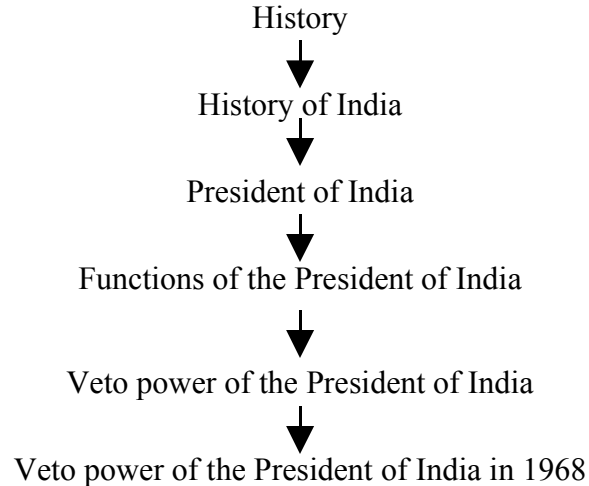 History
History of India
President of India
Functions of the President of India
Veto power of the President of India
Veto power of the President of India in 1968